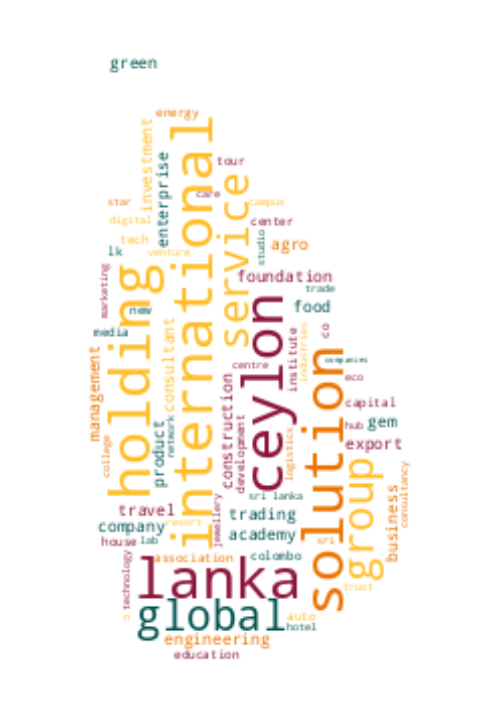 green
energy
international
investment
enterprise
tour
care
service
star
campus
digital
center
tech
studio
agro
lk
venture
holding
marketing
foundation
trade
new
food
ceylon
consultant
media
co
institute
industries
management
solution
centre
companies
construction
eco
capital
college
product
network
development
hub
gem
logistics
export
group
consultancy
business
sri lanka
jewellery
travel
trading
resort
company
academy
house
lab
sri
technology
association
colombo
lanka
trust
global
auto
hotel
engineering
education